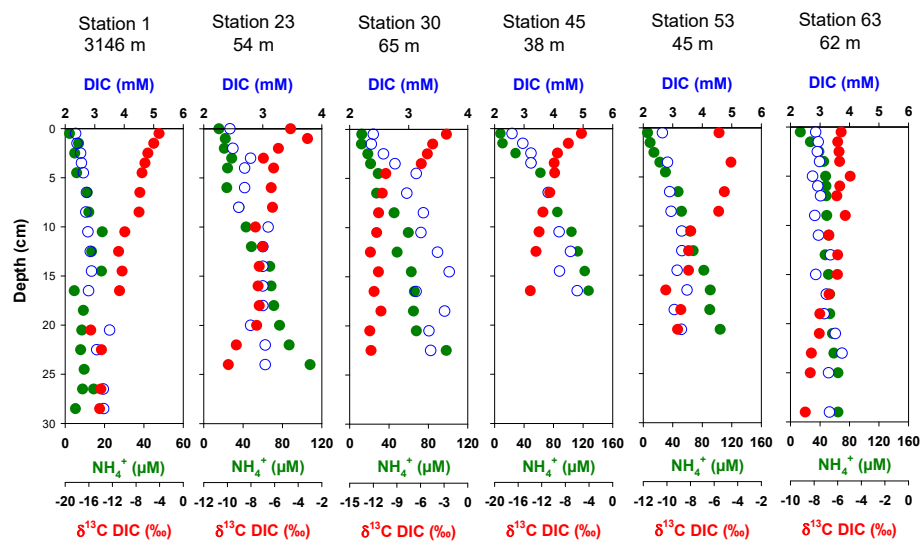 Station 1 Station 23 Station 30 Station 45 Station 53 Station 63
3146 m 54 m 65 m 38 m 45 m 62 m
DIC (mM) DIC (mM) DIC (mM) DIC (mM) DIC (mM) DIC (mM)
2 3 4 5 6 2 3 4 2 3 4 5 2 3 4 5 2 3 4 5 6 2 3 4 5 6
0
5
10
15
20
25
30
Depth (cm)
0 20 40 60 0 40 80 120 0 40 80 120 0 40 80 120 160 0 40 80 120 160 0 40 80 120 160
NH₄⁺ (µM) NH₄⁺ (µM) NH₄⁺ (µM) NH₄⁺ (µM) NH₄⁺ (µM) NH₄⁺ (µM)
-20 -16 -12 -8 -4 0 -12 -10 -8 -6 -4 -2 0 -15 -12 -9 -6 -3 0 -20 -16 -12 -8 -4 0 -12 -10 -8 -6 -4 -2 -10 -8 -6 -4 -2 0
δ¹³C DIC (‰) δ¹³C DIC (‰) δ¹³C DIC (‰) δ¹³C DIC (‰) δ¹³C DIC (‰) δ¹³C DIC (‰)